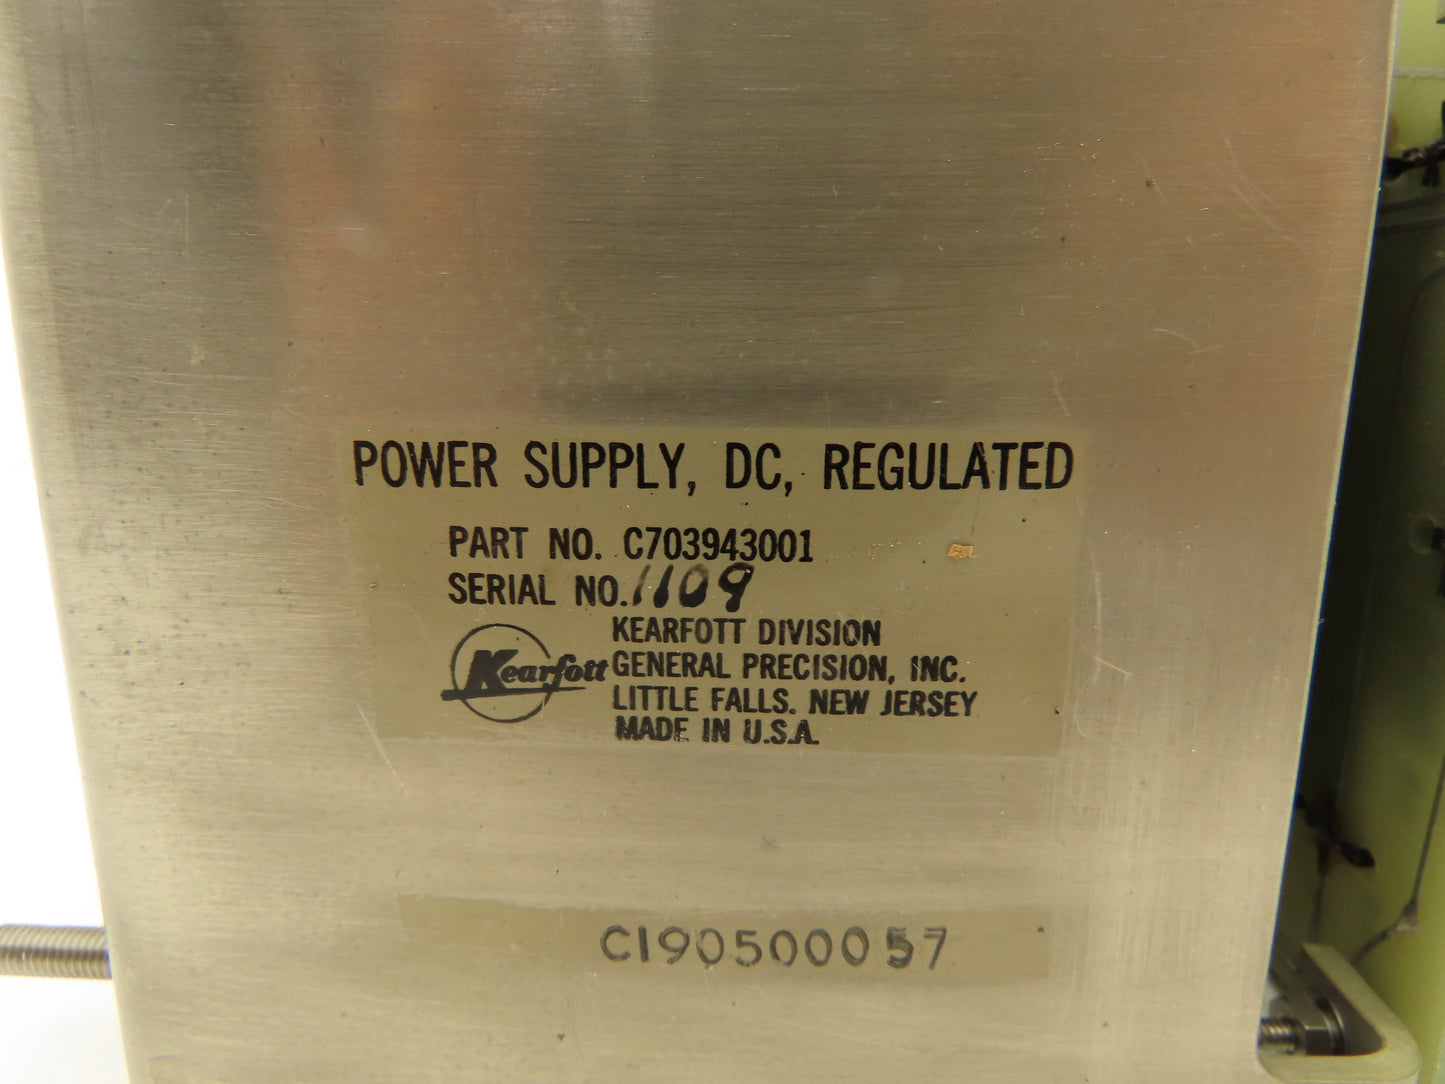 POWER SUPPLY, DC, REGULATED
PART NO. C703943001
SERIAL NO. 1109
Kearfott
KEARFOTT DIVISION
GENERAL PRECISION, INC.
LITTLE FALLS. NEW JERSEY
MADE IN U.S.A.
C190500057